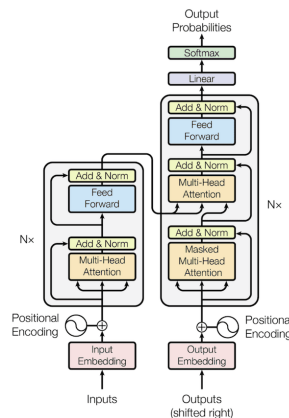 Output
Probabilities
Softmax
Linear
Add & Norm
Feed
Forward
Add & Norm
Multi-Head
Attention
Add & Norm
Masked
Multi-Head
Attention
N×
Add & Norm
Feed
Forward
Add & Norm
Multi-Head
Attention
N×
Positional
Encoding
Positional
Encoding
Input
Embedding
Output
Embedding
Inputs
Outputs
(shifted right)